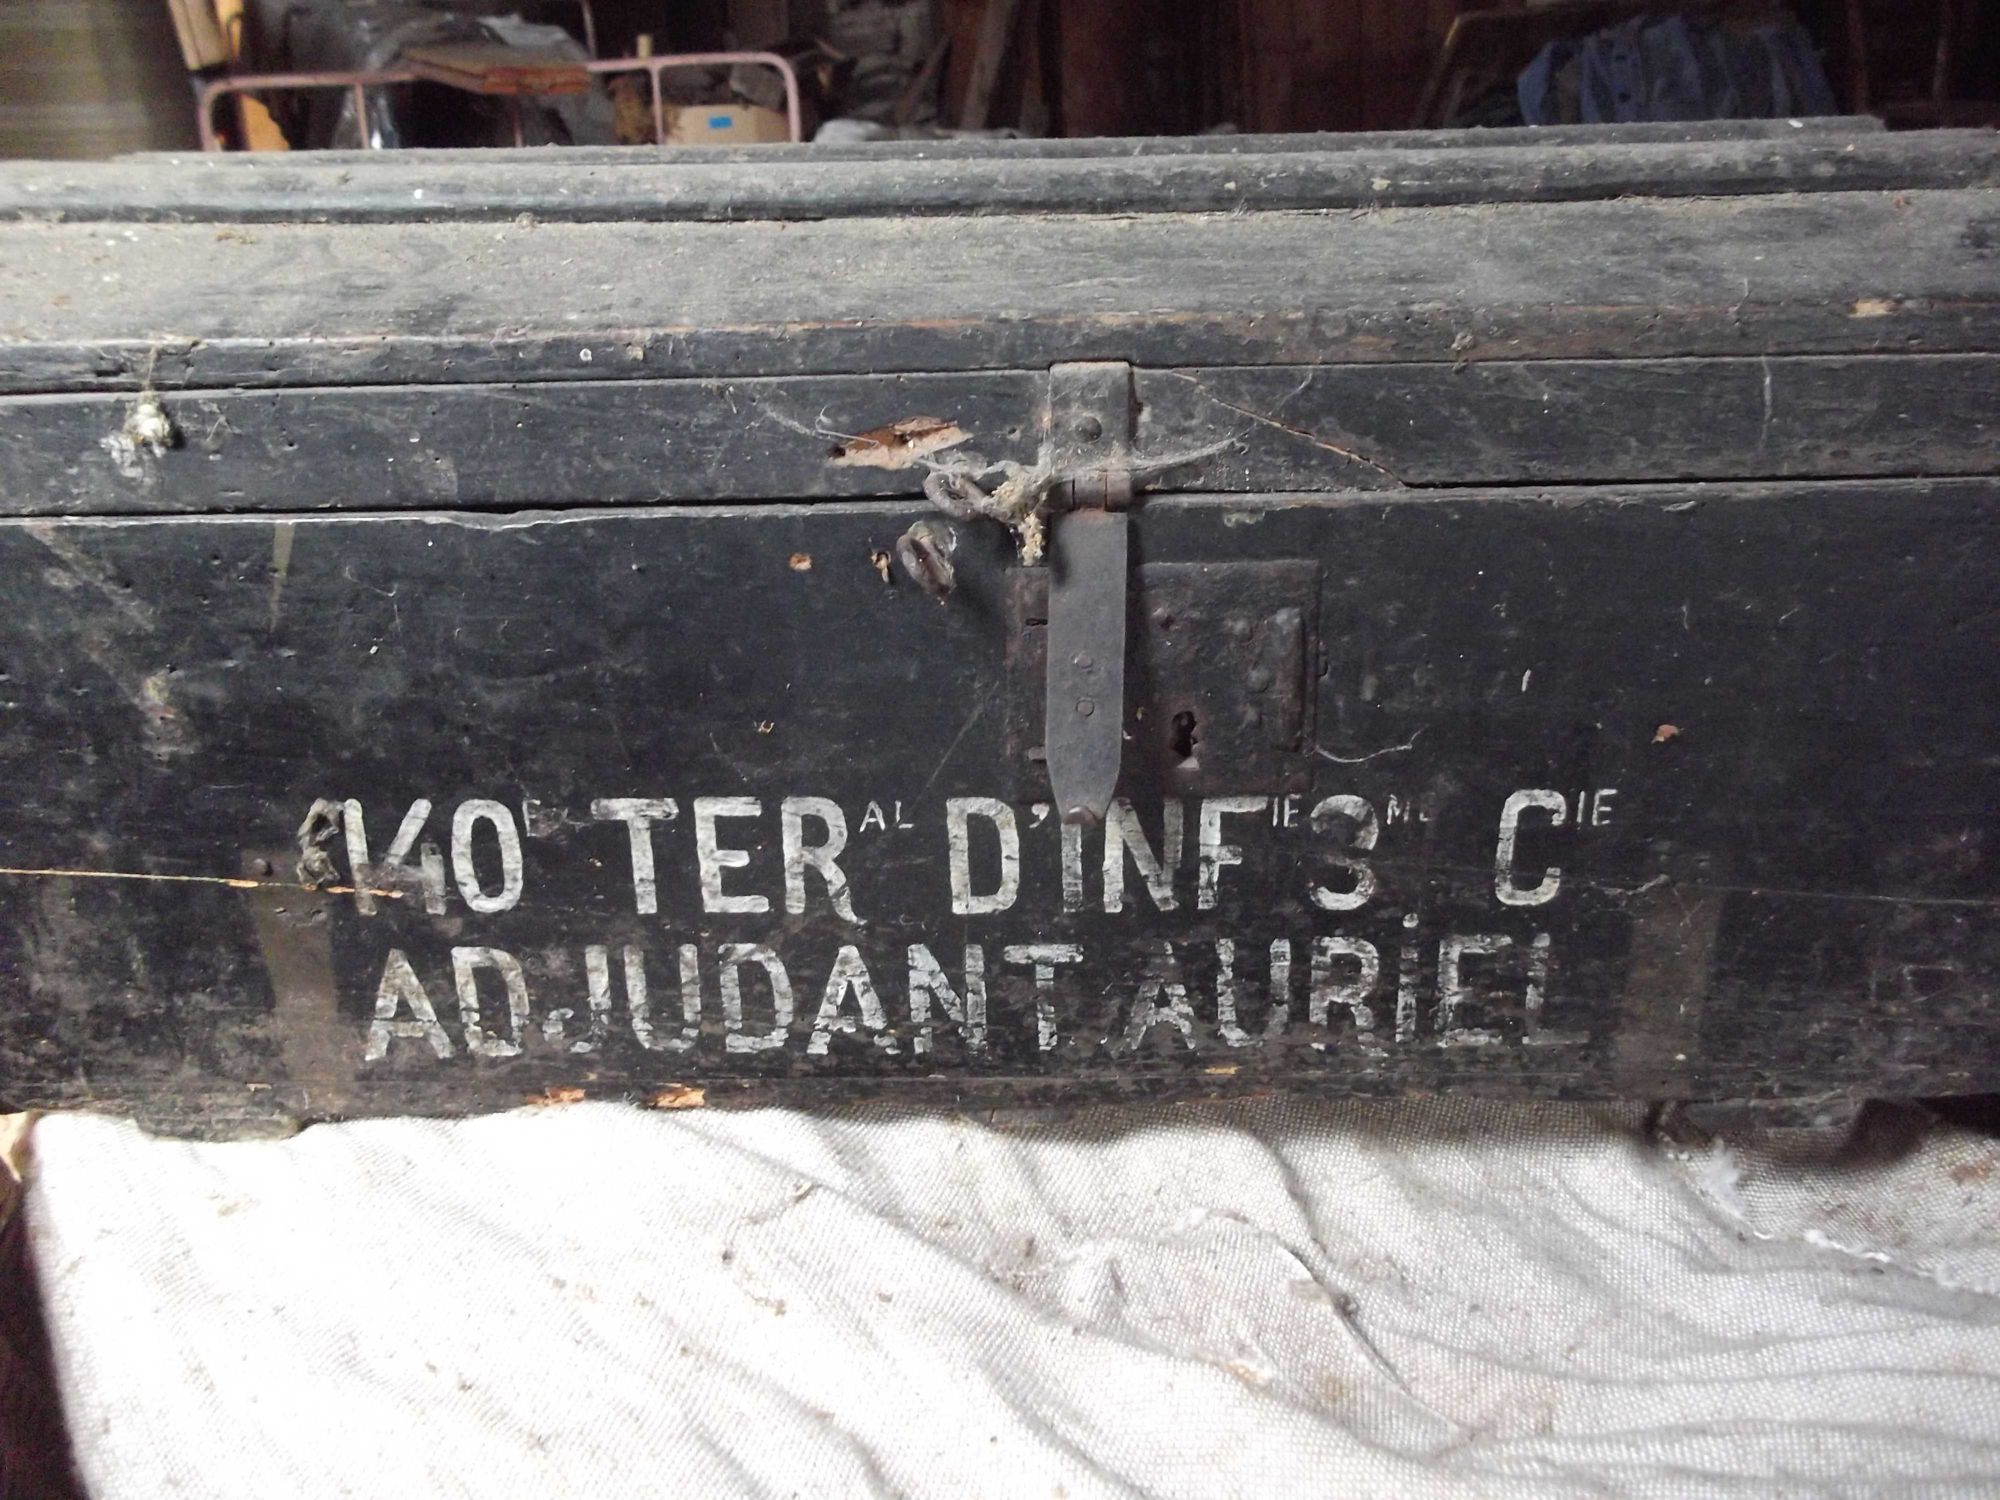 140E TERAL D'INFIE 3ME CIE
ADJUDANT AURIEL